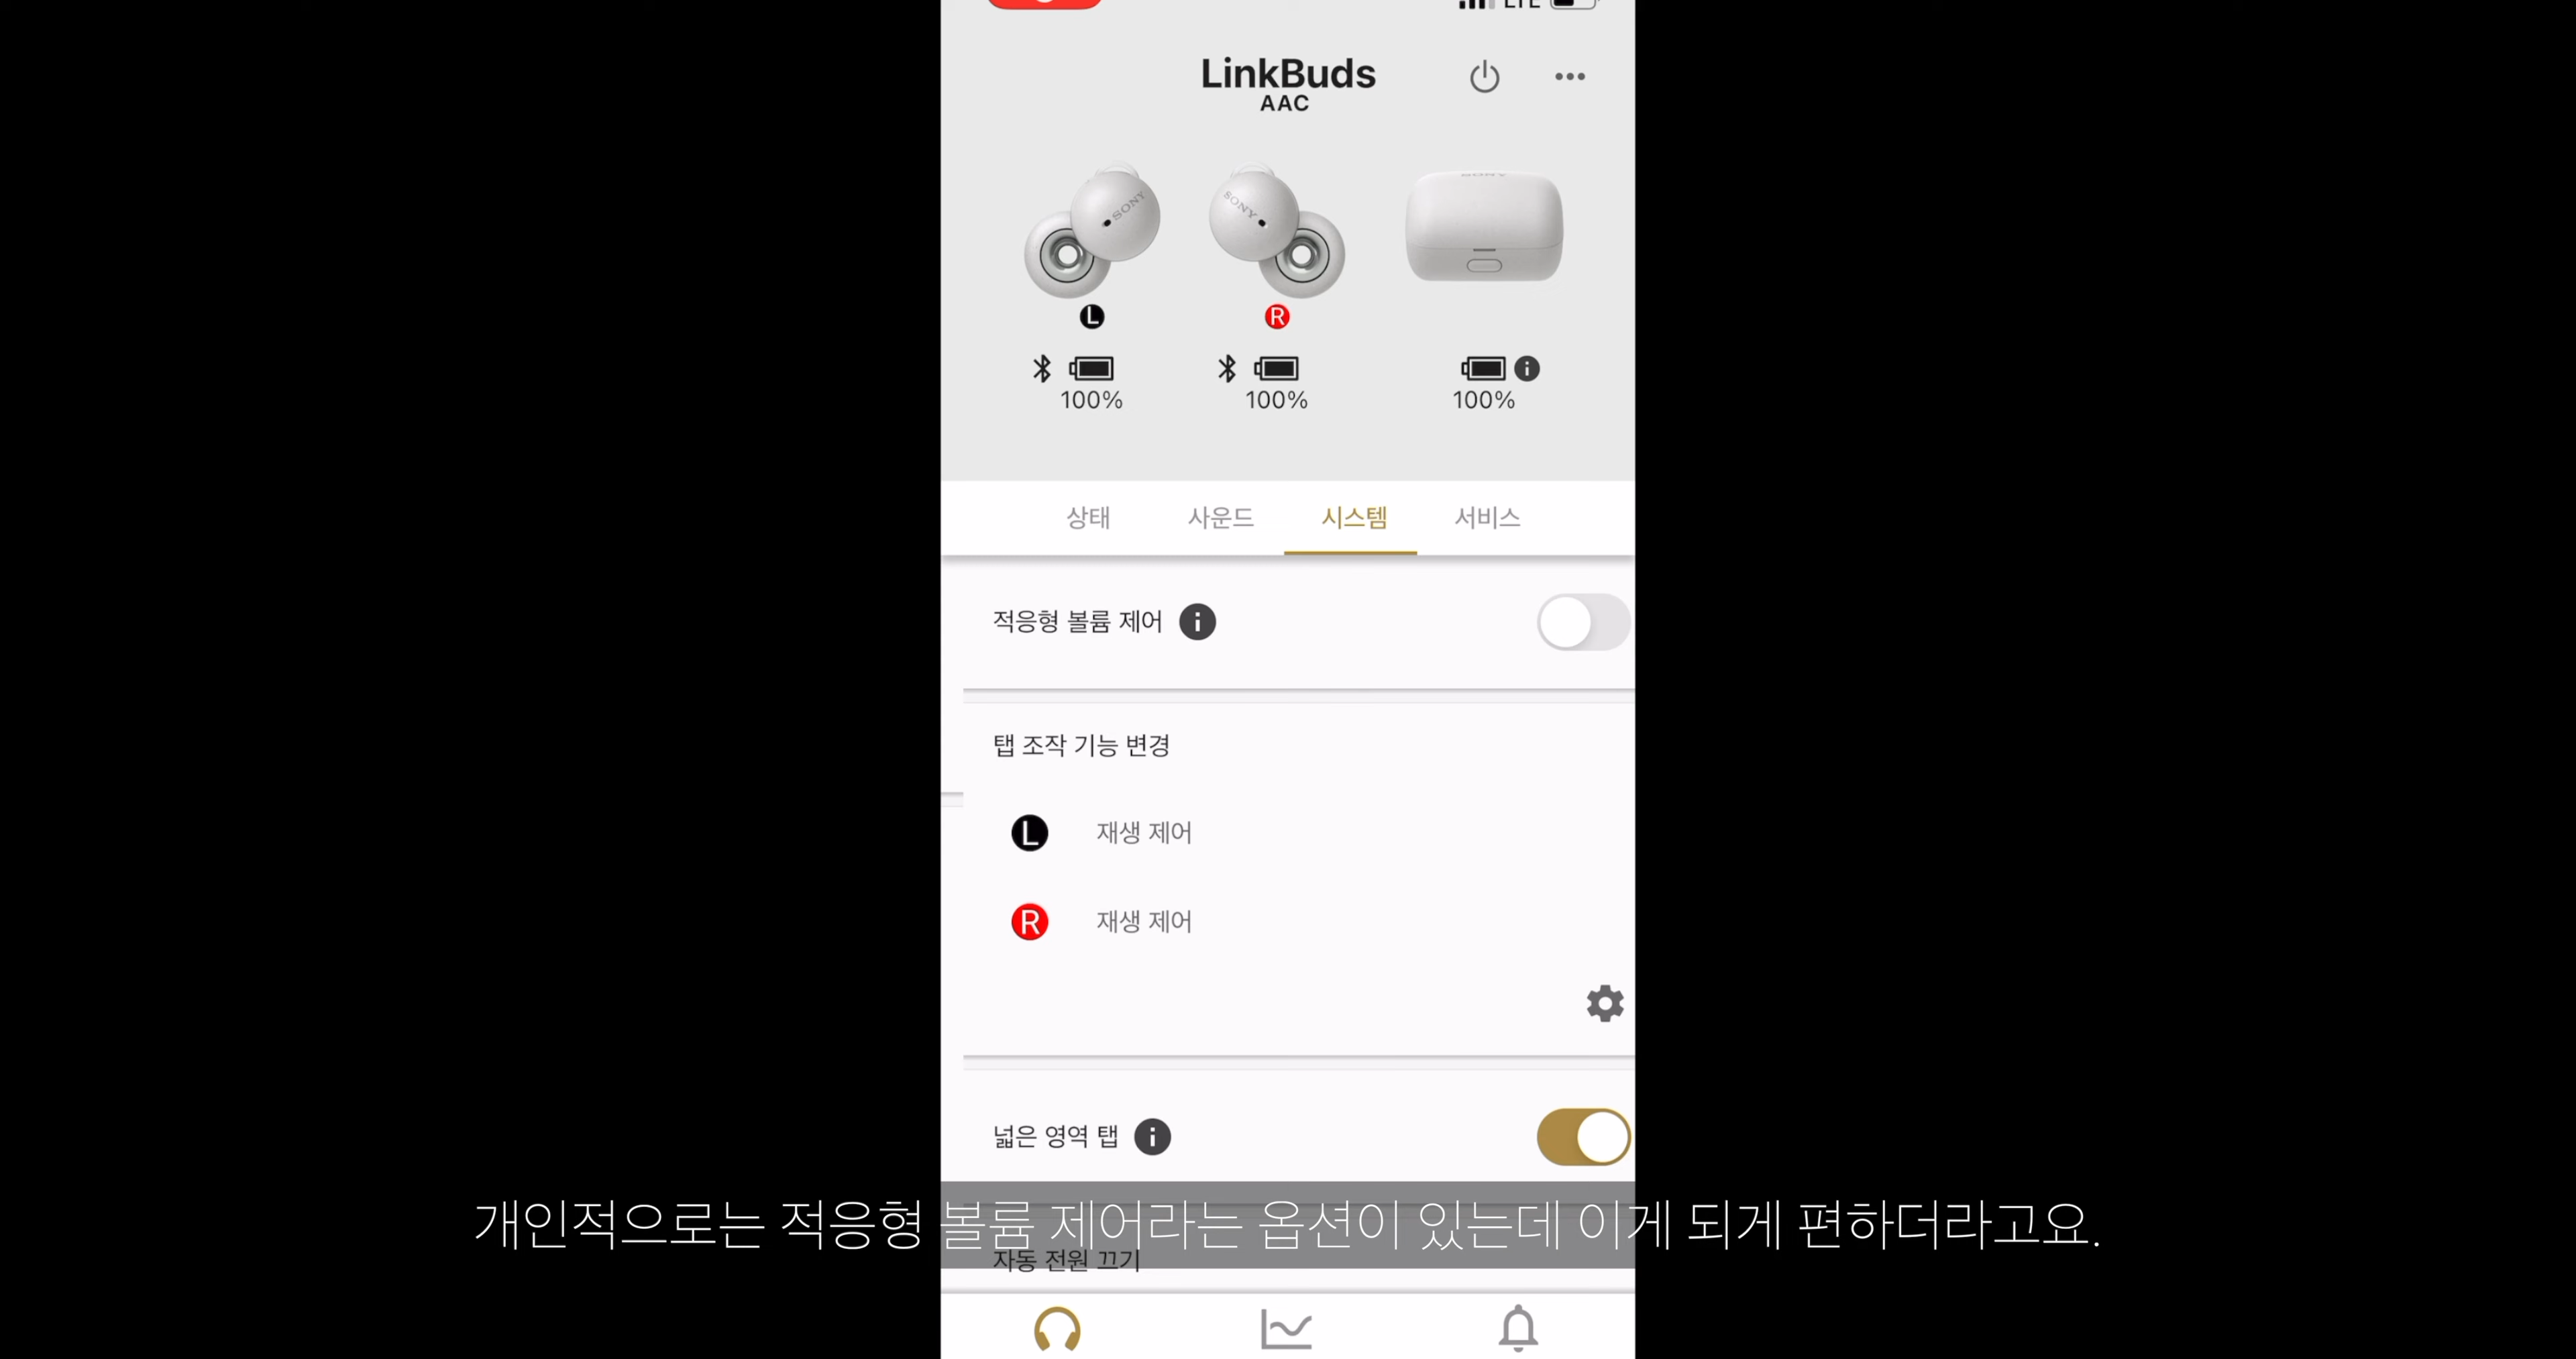 LTE
LinkBuds
AAC
SONY
SONY
SONY
L
R
100%
100%
100%
상태
사운드
시스템
서비스
적응형 볼륨 제어
탭 조작 기능 변경
L
재생 제어
R
재생 제어
넓은 영역 탭
개인적으로는 적응형 볼륨 제어라는 옵션이 있는데 이게 되게 편하더라고요.
자동 전원 끄기